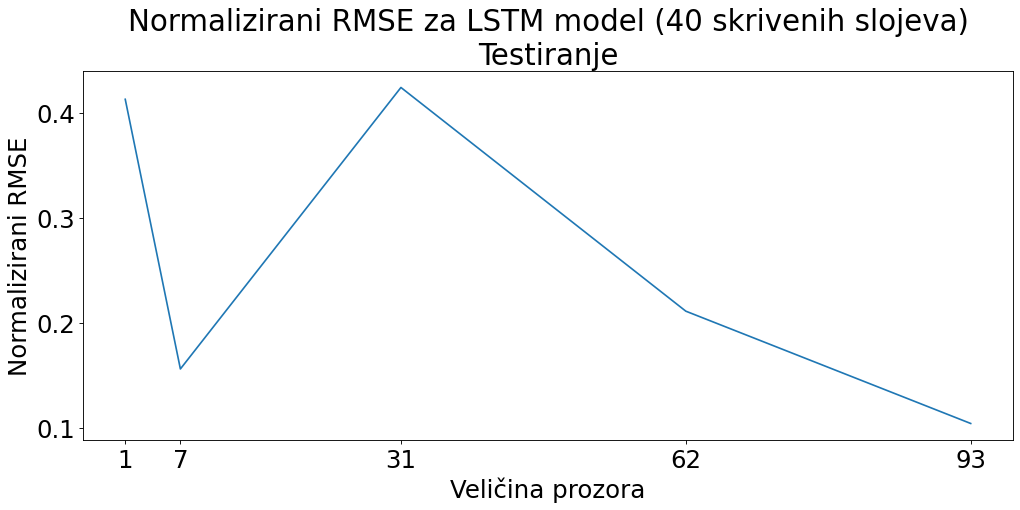 Normalizirani RMSE za LSTM model (40 skrivenih slojeva)
Testiranje
Normalizirani RMSE
0.4
0.3
0.2
0.1
1 7 31 62 93
Veličina prozora